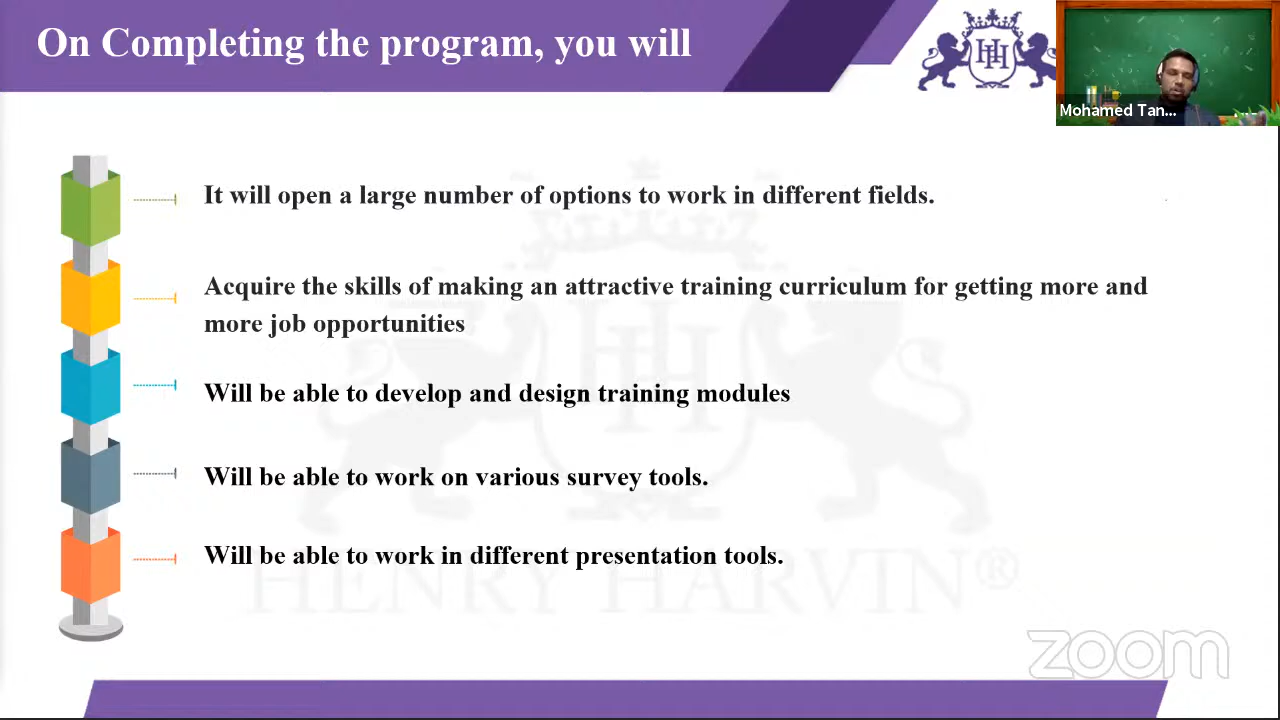 On Completing the program, you will
HH
Mohamed Tan...
It will open a large number of options to work in different fields.
Acquire the skills of making an attractive training curriculum for getting more and
more job opportunities
Will be able to develop and design training modules
Will be able to work on various survey tools.
Will be able to work in different presentation tools.
HENRY HARVIN®
zoom